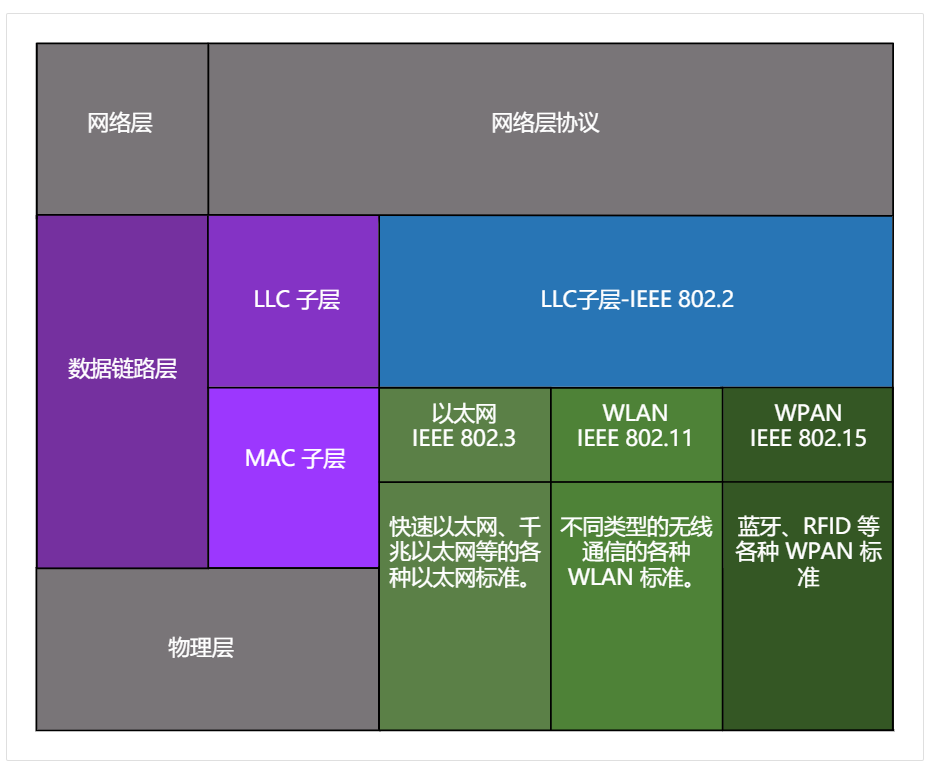 网络层
网络层协议
数据链路层
LLC 子层
LLC子层-IEEE 802.2
MAC 子层
以太网
IEEE 802.3
WLAN
IEEE 802.11
WPAN
IEEE 802.15
快速以太网、千
兆以太网等的各
种以太网标准。
不同类型的无线
通信的各种
WLAN 标准。
蓝牙、RFID 等
各种 WPAN 标
准
物理层